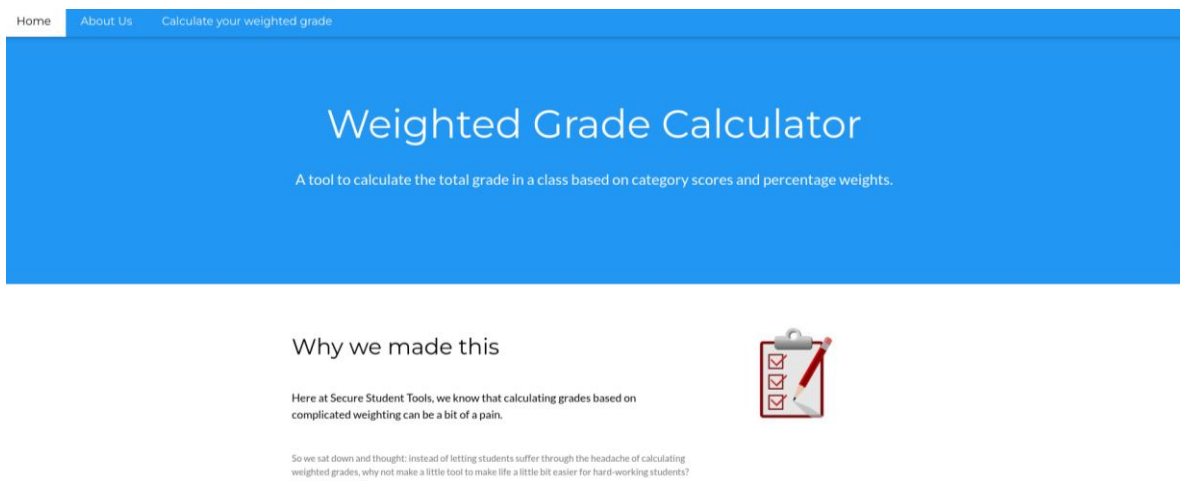 Home About Us Calculate your weighted grade
Weighted Grade Calculator
A tool to calculate the total grade in a class based on category scores and percentage weights.
Why we made this
Here at Secure Student Tools, we know that calculating grades based on
complicated weighting can be a bit of a pain.
So we sat down and thought: instead of letting students suffer through the headache of calculating
weighted grades, why not make a little tool to make life a little bit easier for hard-working students?